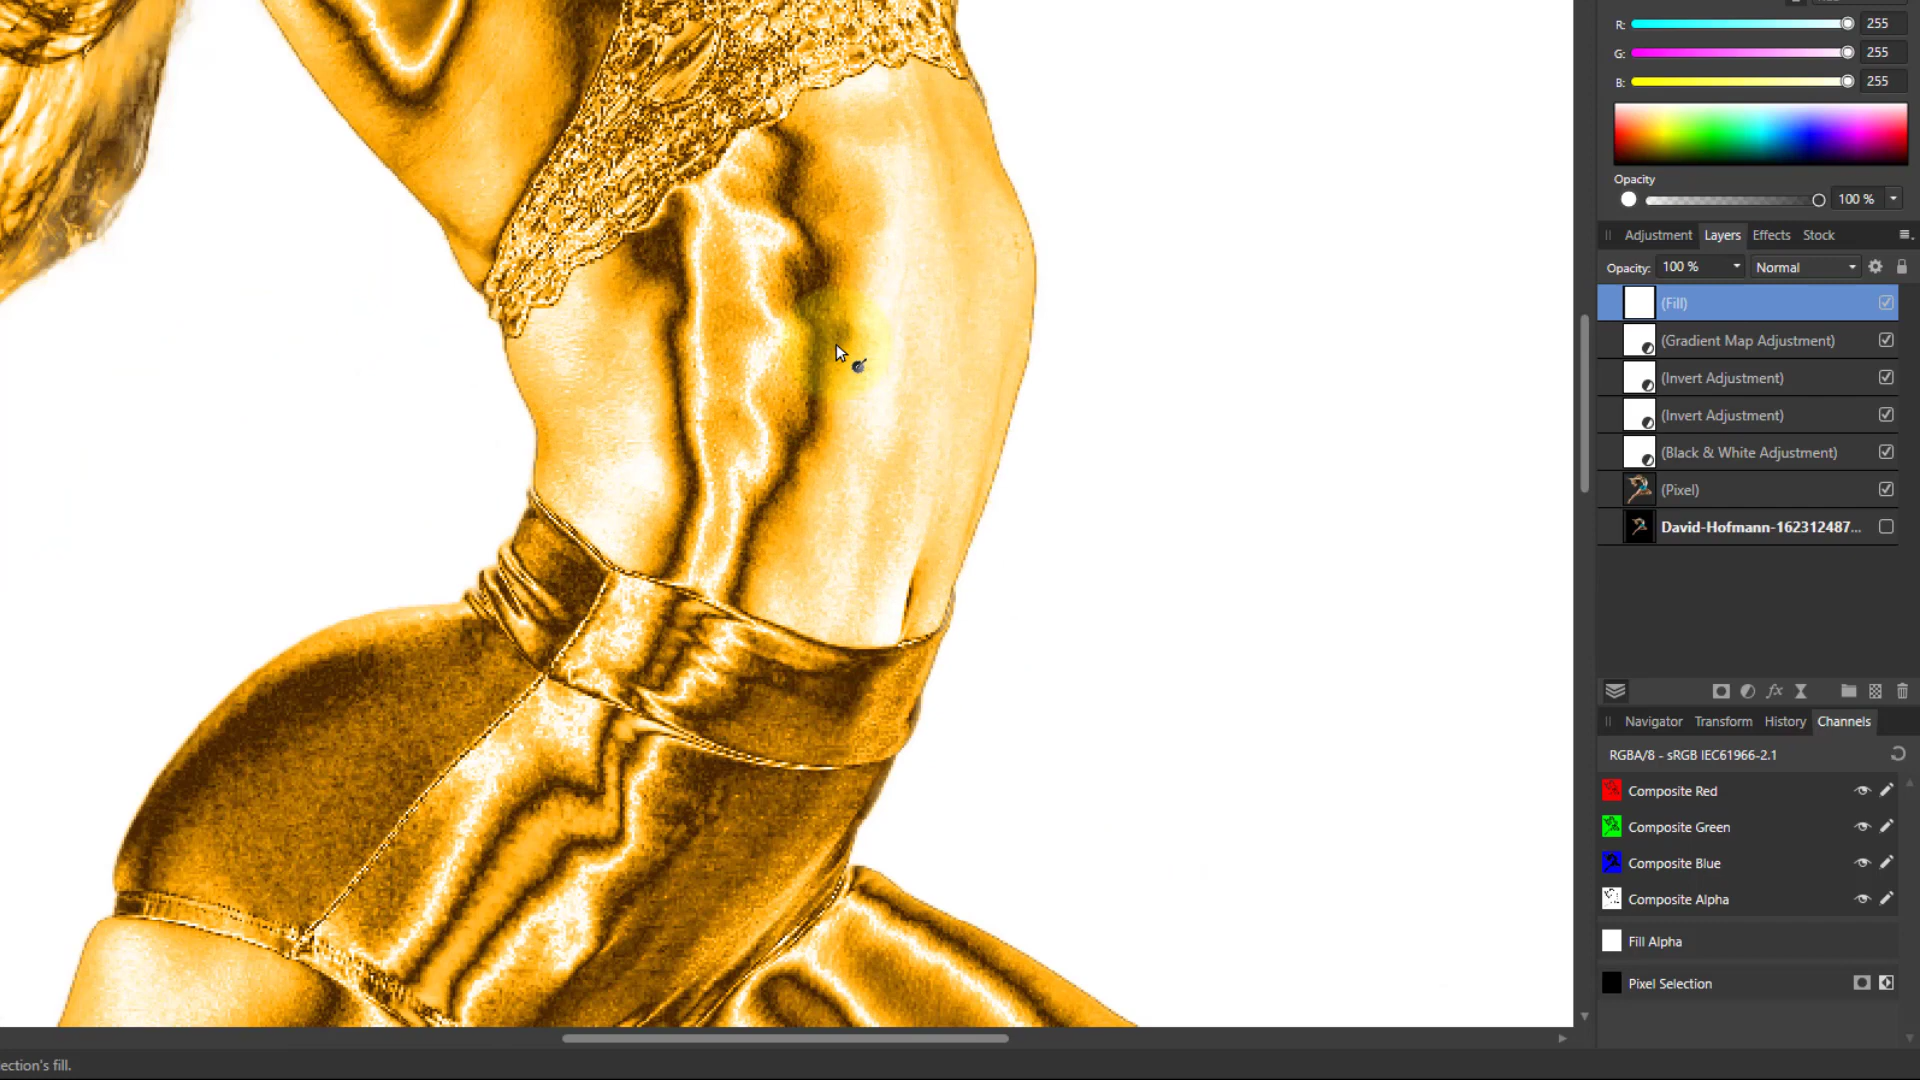 R: 255
G: 255
B: 255
Opacity
100 %
Adjustment Layers Effects Stock
Opacity: 100 % Normal
(Fill)
(Gradient Map Adjustment)
(Invert Adjustment)
(Invert Adjustment)
(Black & White Adjustment)
(Pixel)
David-Hofmann-162312487...
fx
Navigator Transform History Channels
RGBA/8 - sRGB IEC61966-2.1
Composite Red
Composite Green
Composite Blue
Composite Alpha
Fill Alpha
Pixel Selection
ection's fill.